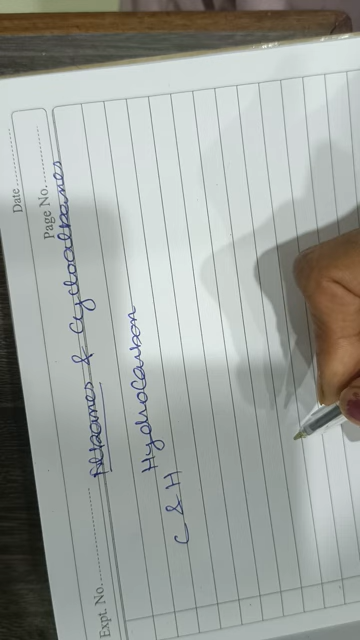 Date ..............
Page No. ..............
Expt. No. ..............
Alkanes & Cycloalkanes
Hydrocarbon
C & H